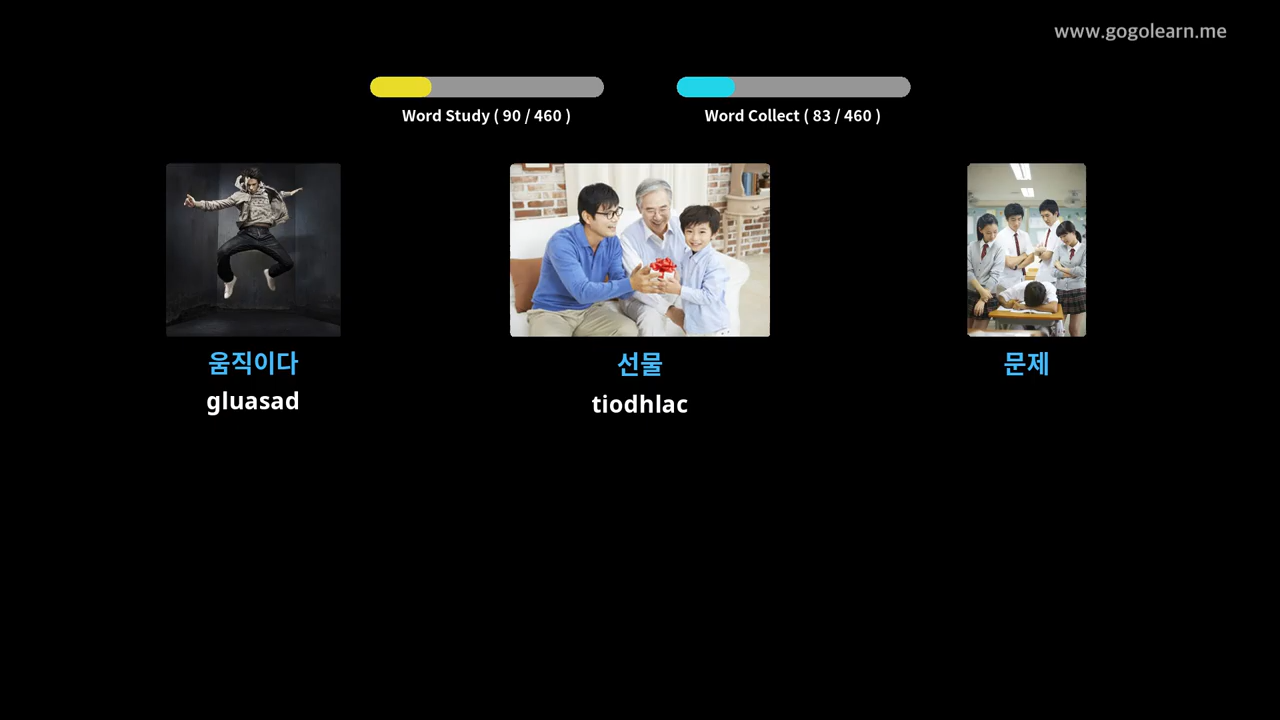 www.gogolearn.me
Word Study ( 90 / 460 )
Word Collect ( 83 / 460 )
움직이다
선물
문제
gluasad
tiodhlac